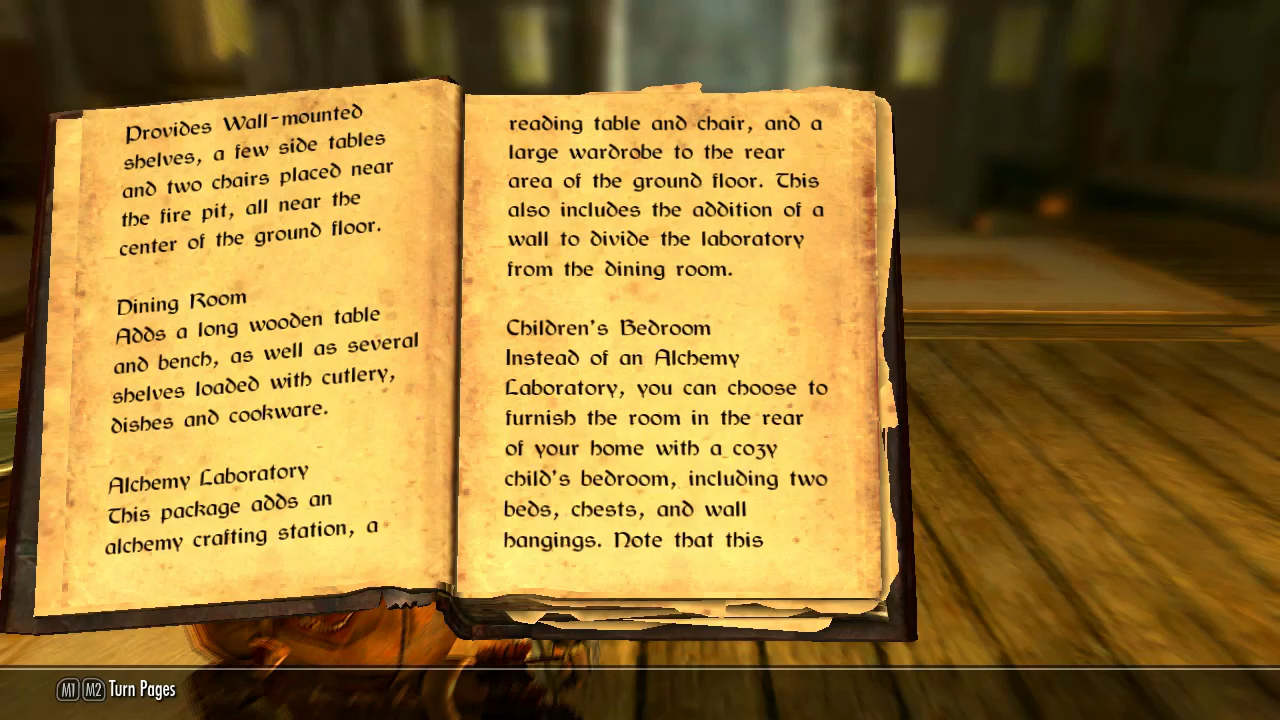 Provides Wall-mounted
shelves, a few side tables
and two chairs placed near
the fire pit, all near the
center of the ground floor.
Dining Room
Adds a long wooden table
and bench, as well as several
shelves loaded with cutlery,
dishes and cookware.
Alchemy Laboratory
This package adds an
alchemy crafting station, a
reading table and chair, and a
large wardrobe to the rear
area of the ground floor. This
also includes the addition of a
wall to divide the laboratory
from the dining room.
Children's Bedroom
Instead of an Alchemy
Laboratory, you can choose to
furnish the room in the rear
of your home with a cozy
child's bedroom, including two
beds, chests, and wall
hangings. Note that this
M1 M2 Turn Pages